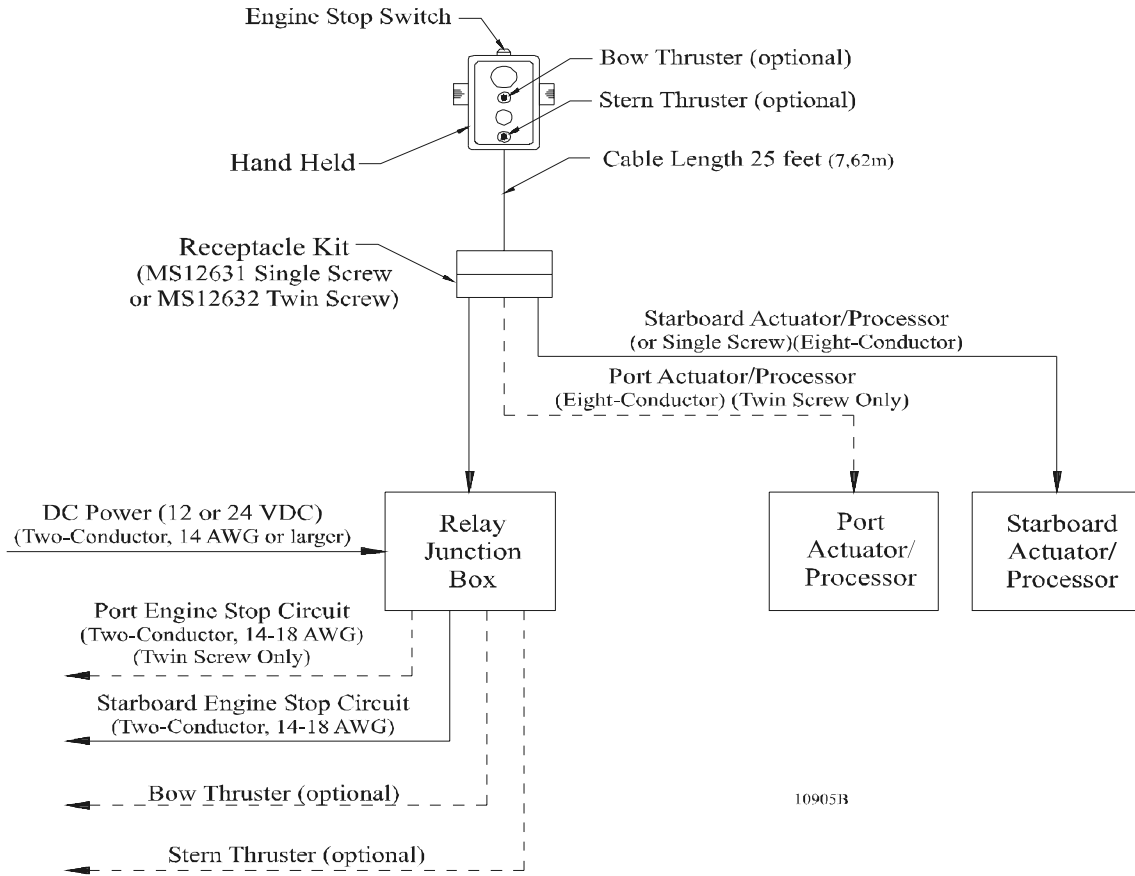 Engine Stop Switch
Bow Thruster (optional)
Stern Thruster (optional)
Hand Held
Cable Length 25 feet (7,62m)
Receptacle Kit
(MS12631 Single Screw
or MS12632 Twin Screw)
Starboard Actuator/Processor
(or Single Screw)(Eight-Conductor)
Port Actuator/Processor
(Eight-Conductor) (Twin Screw Only)
DC Power (12 or 24 VDC)
(Two-Conductor, 14 AWG or larger)
Relay
Junction
Box
Port
Actuator/
Processor
Starboard
Actuator/
Processor
Port Engine Stop Circuit
(Two-Conductor, 14-18 AWG)
(Twin Screw Only)
Starboard Engine Stop Circuit
(Two-Conductor, 14-18 AWG)
Bow Thruster (optional)
10905B
Stern Thruster (optional)